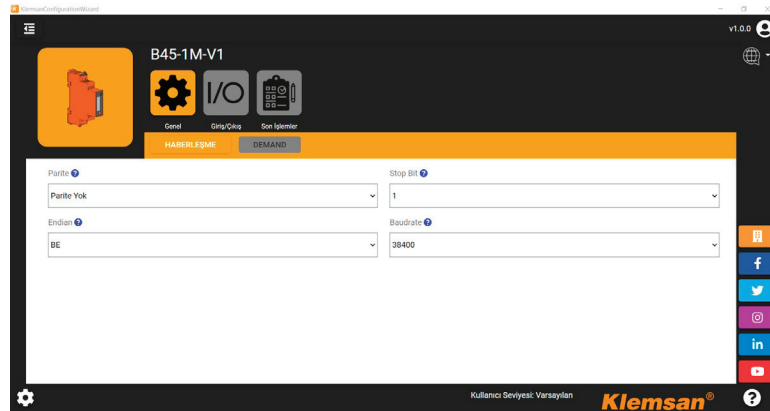 KlemsanConfigurationWizard
v1.0.0
B45-1M-V1
I/O
Genel
Giriş/Çıkış
Son İşlemler
HABERLEŞME
DEMAND
Parite
Stop Bit
Parite Yok
1
Endian
Baudrate
BE
38400
Kullanıcı Seviyesi: Varsayılan
Klemsan®